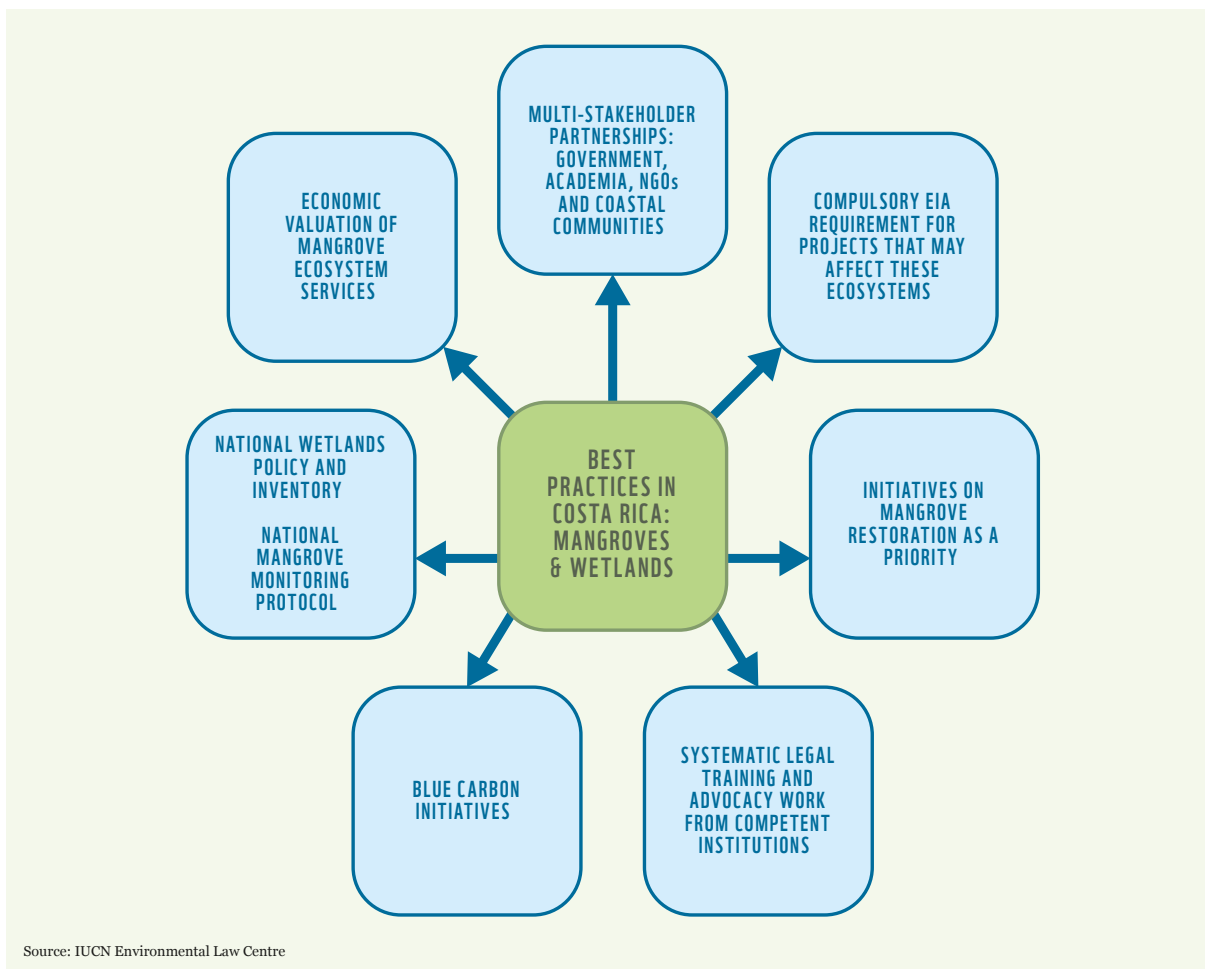 MULTI-STAKEHOLDER
PARTNERSHIPS:
GOVERNMENT,
ACADEMIA, NGOs
AND COASTAL
COMMUNITIES
ECONOMIC
VALUATION OF
MANGROVE
ECOSYSTEM
SERVICES
COMPULSORY EIA
REQUIREMENT FOR
PROJECTS THAT MAY
AFFECT THESE
ECOSYSTEMS
NATIONAL WETLANDS
POLICY AND
INVENTORY
NATIONAL
MANGROVE
MONITORING
PROTOCOL
BEST
PRACTICES IN
COSTA RICA:
MANGROVES
& WETLANDS
INITIATIVES ON
MANGROVE
RESTORATION AS A
PRIORITY
BLUE CARBON
INITIATIVES
SYSTEMATIC LEGAL
TRAINING AND
ADVOCACY WORK
FROM COMPETENT
INSTITUTIONS
Source: IUCN Environmental Law Centre